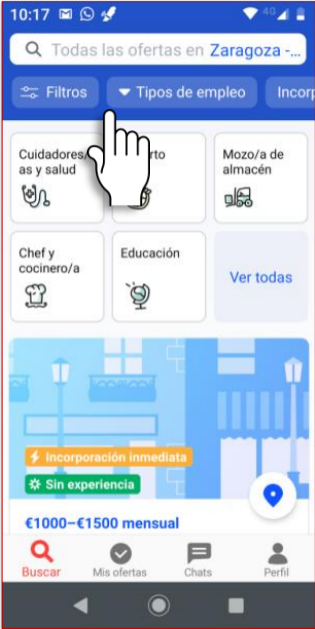 10:17
4G
Todas las ofertas en Zaragoza -...
Filtros
Tipos de empleo
Incorp
Cuidadores/
as y salud
rto
Mozo/a de
almacén
Chef y
cocinero/a
Educación
Ver todas
Incorporación inmediata
Sin experiencia
€1000–€1500 mensual
Buscar
Mis ofertas
Chats
Perfil